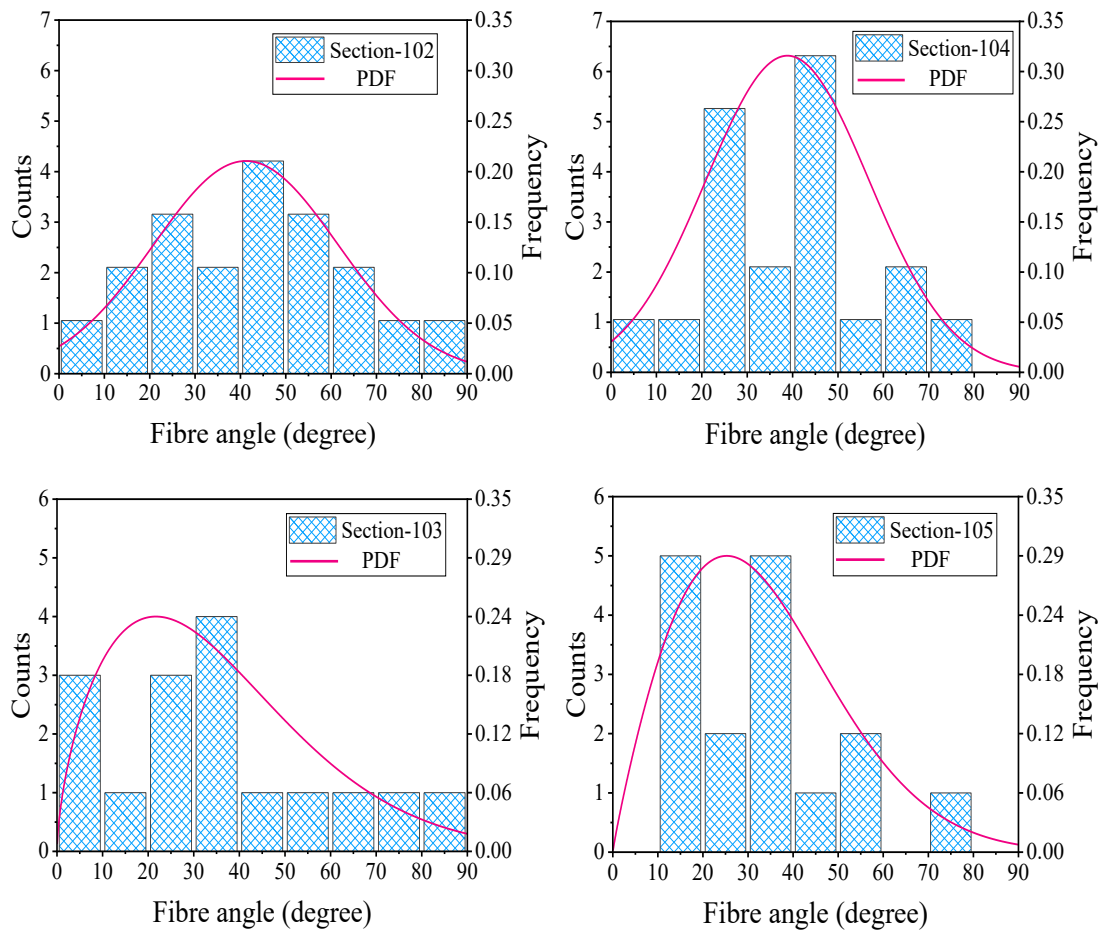 7
6
5
4
3
2
1
0
Counts
0.35
0.30
0.25
0.20
0.15
0.10
0.05
0.00
Frequency
Section-102
PDF
0 10 20 30 40 50 60 70 80 90
Fibre angle (degree)
7
6
5
4
3
2
1
0
Counts
0.35
0.30
0.25
0.20
0.15
0.10
0.05
0.00
Frequency
Section-104
PDF
0 10 20 30 40 50 60 70 80 90
Fibre angle (degree)
6
5
4
3
2
1
0
Counts
0.35
0.29
0.24
0.18
0.12
0.06
0.00
Frequency
Section-103
PDF
0 10 20 30 40 50 60 70 80 90
Fibre angle (degree)
6
5
4
3
2
1
0
Counts
0.35
0.29
0.24
0.18
0.12
0.06
0.00
Frequency
Section-105
PDF
0 10 20 30 40 50 60 70 80 90
Fibre angle (degree)